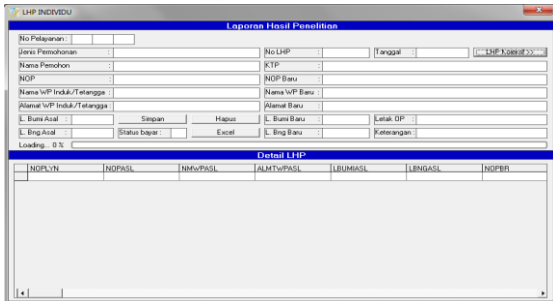 LHP INDIVIDU
Laporan Hasil Penelitian
No Pelayanan :
Jenis Permohonan : No LHP : Tanggal : LHP Kolektif >>
Nama Pemohon : KTP :
NOP : NOP Baru :
Nama WP Induk/Tetangga : Nama WP Baru :
Alamat WP Induk/Tetangga : Alamat Baru :
L. Bumi Asal : Simpan Hapus L. Bumi Baru : Letak OP :
L. Bng Asal : Status bayar : Excel L. Bng Baru : Keterangan :
Loading... 0 %
Detail LHP
NOPLYN NOPASL NMWPASL ALMTWPASL LBUMIASL LBNGASL NOPBR